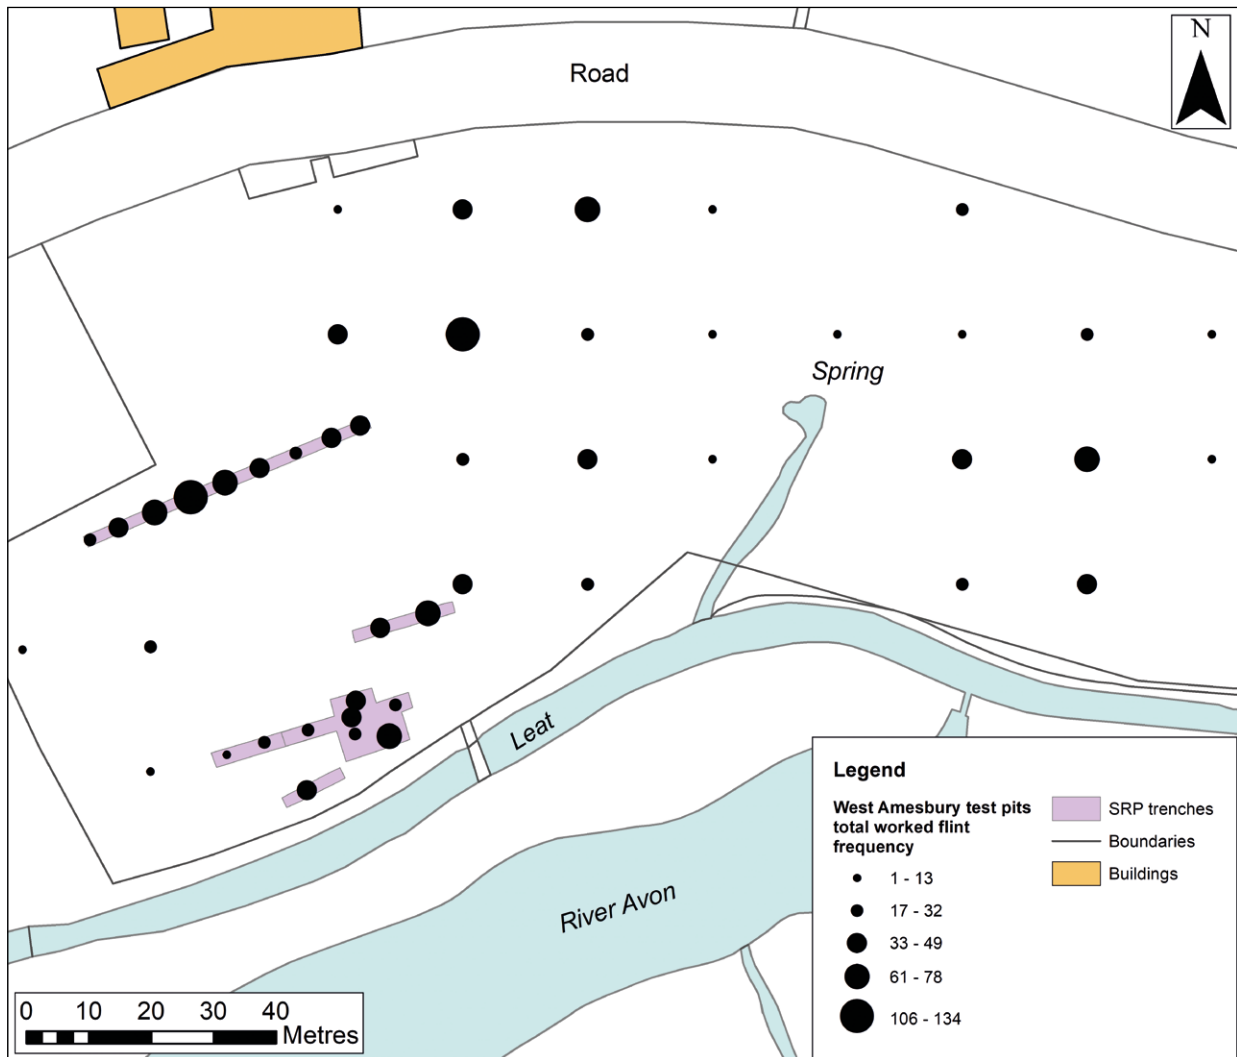 N
Road
Spring
Leat
River Avon
Legend
West Amesbury test pits
total worked flint
frequency
1 - 13
17 - 32
33 - 49
61 - 78
106 - 134
SRP trenches
Boundaries
Buildings
0 10 20 30 40
Metres